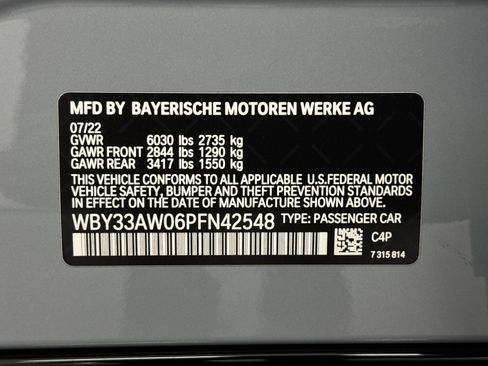 MFD BY BAYERISCHE MOTOREN WERKE AG
07/22
GVWR 6030 lbs 2735 kg
GAWR FRONT 2844 lbs 1290 kg
GAWR REAR 3417 lbs 1550 kg
THIS VEHICLE CONFORMS TO ALL APPLICABLE U.S.FEDERAL MOTOR
VEHICLE SAFETY, BUMPER AND THEFT PREVENTION STANDARDS
IN EFFECT ON THE DATE OF MANUFACTURE SHOWN ABOVE.
WBY33AW06PFN42548 TYPE: PASSENGER CAR
C4P
7 315 814